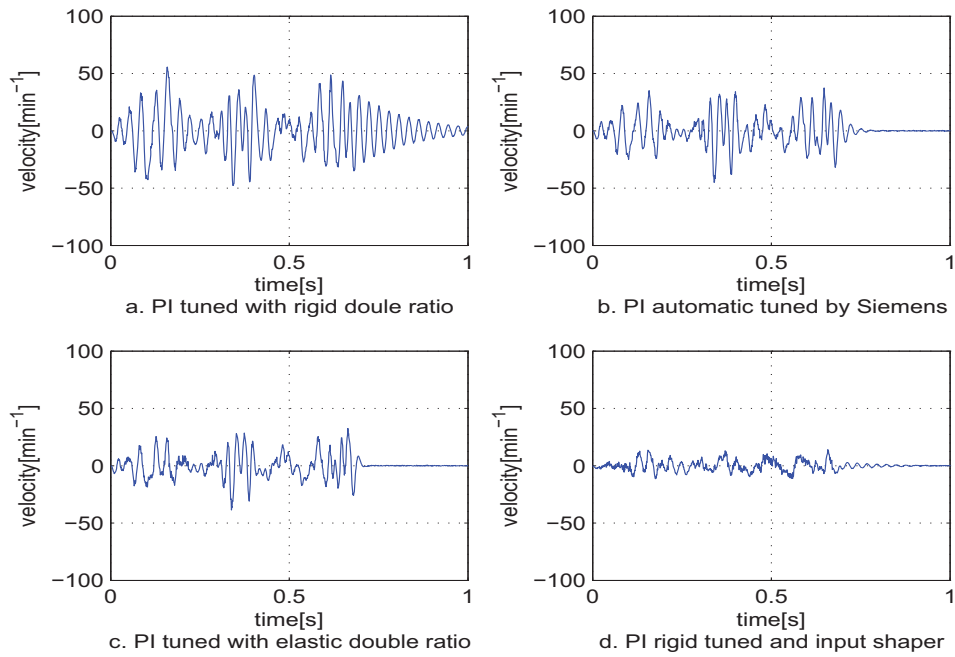 100
50
0
−50
−100
velocity[min⁻¹]
0
0.5
1
time[s]
a. PI tuned with rigid doule ratio
100
50
0
−50
−100
velocity[min⁻¹]
0
0.5
1
time[s]
b. PI automatic tuned by Siemens
100
50
0
−50
−100
velocity[min⁻¹]
0
0.5
1
time[s]
c. PI tuned with elastic double ratio
100
50
0
−50
−100
velocity[min⁻¹]
0
0.5
1
time[s]
d. PI rigid tuned and input shaper